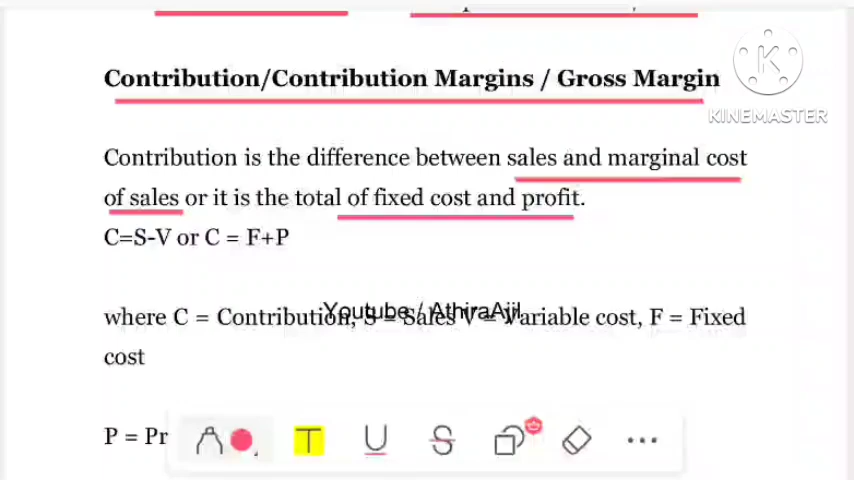 Contribution/Contribution Margins / Gross Margin
KINEMASTER
Contribution is the difference between sales and marginal cost
of sales or it is the total of fixed cost and profit.
C=S-V or C = F+P
Youtube / AthiraAjil
where C = Contribution, S = Sales V = Variable cost, F = Fixed
cost
P = Pr